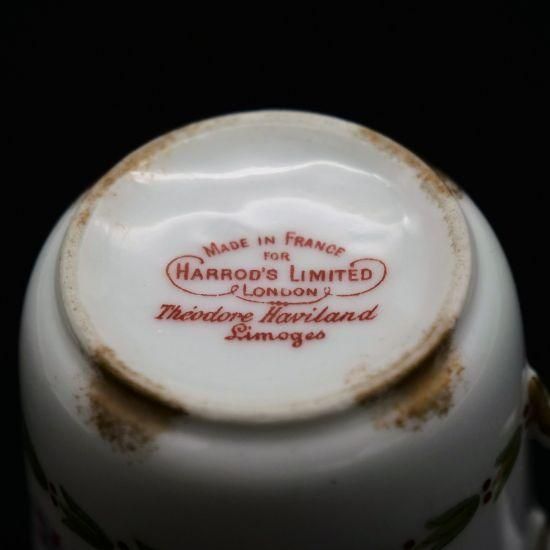 MADE IN FRANCE
FOR
HARROD'S LIMITED
LONDON
Théodore Haviland
Limoges